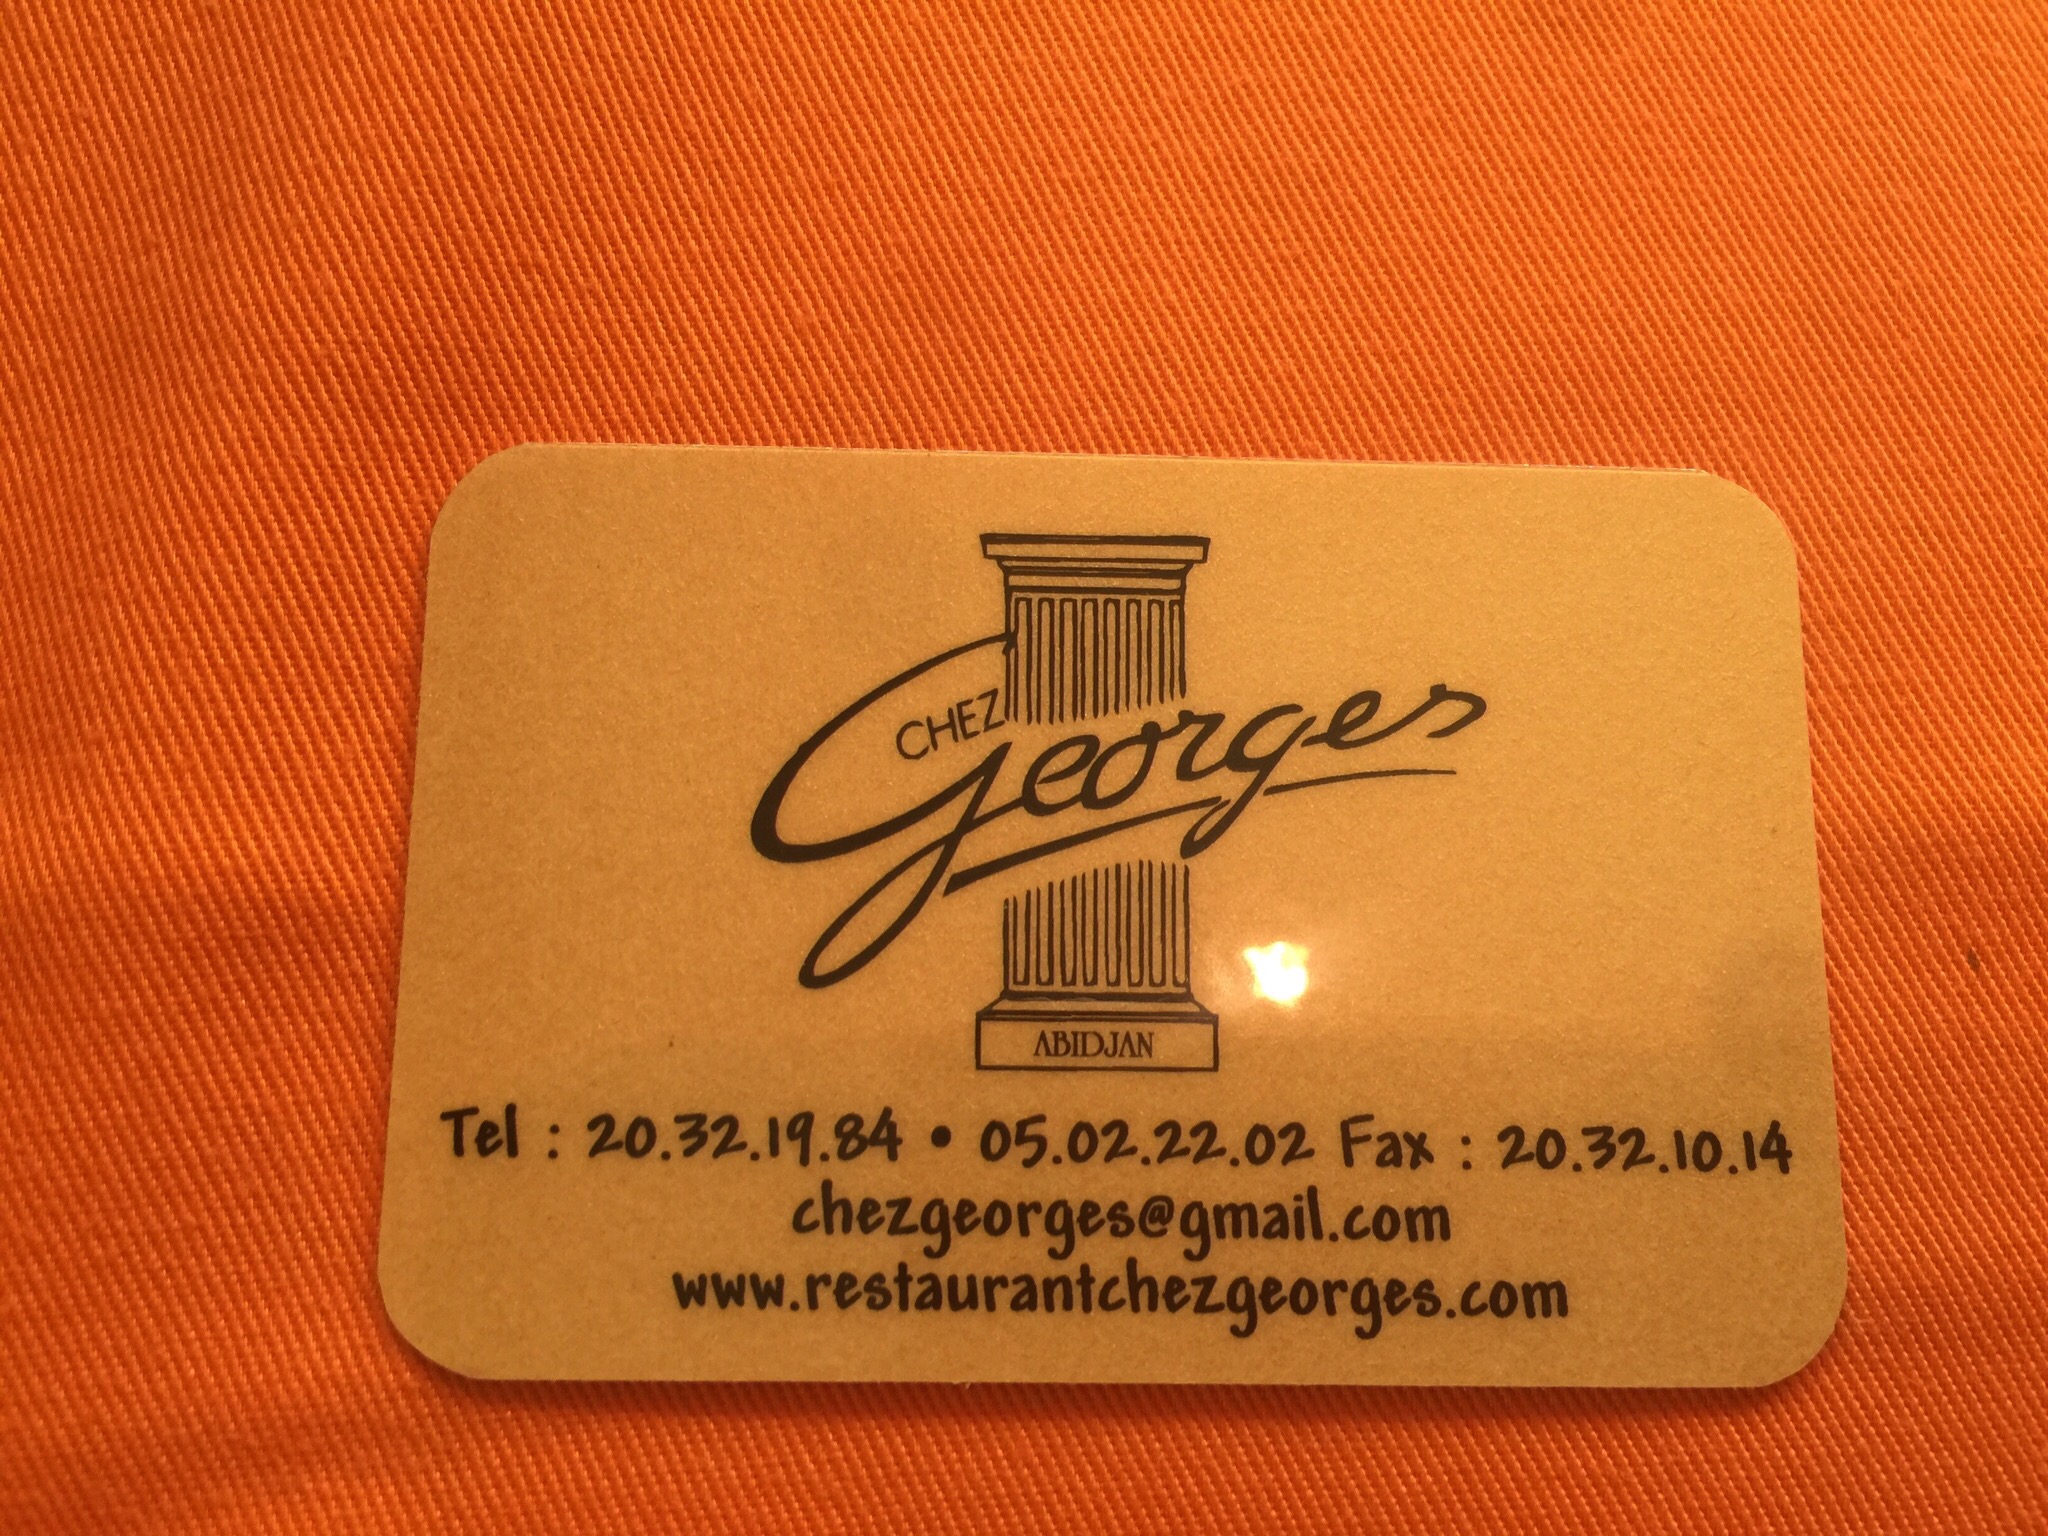 CHEZ
Georges
ABIDJAN
Tel : 20.32.19.84 • 05.02.22.02 Fax : 20.32.10.14
chezgeorges@gmail.com
www.restaurantchezgeorges.com